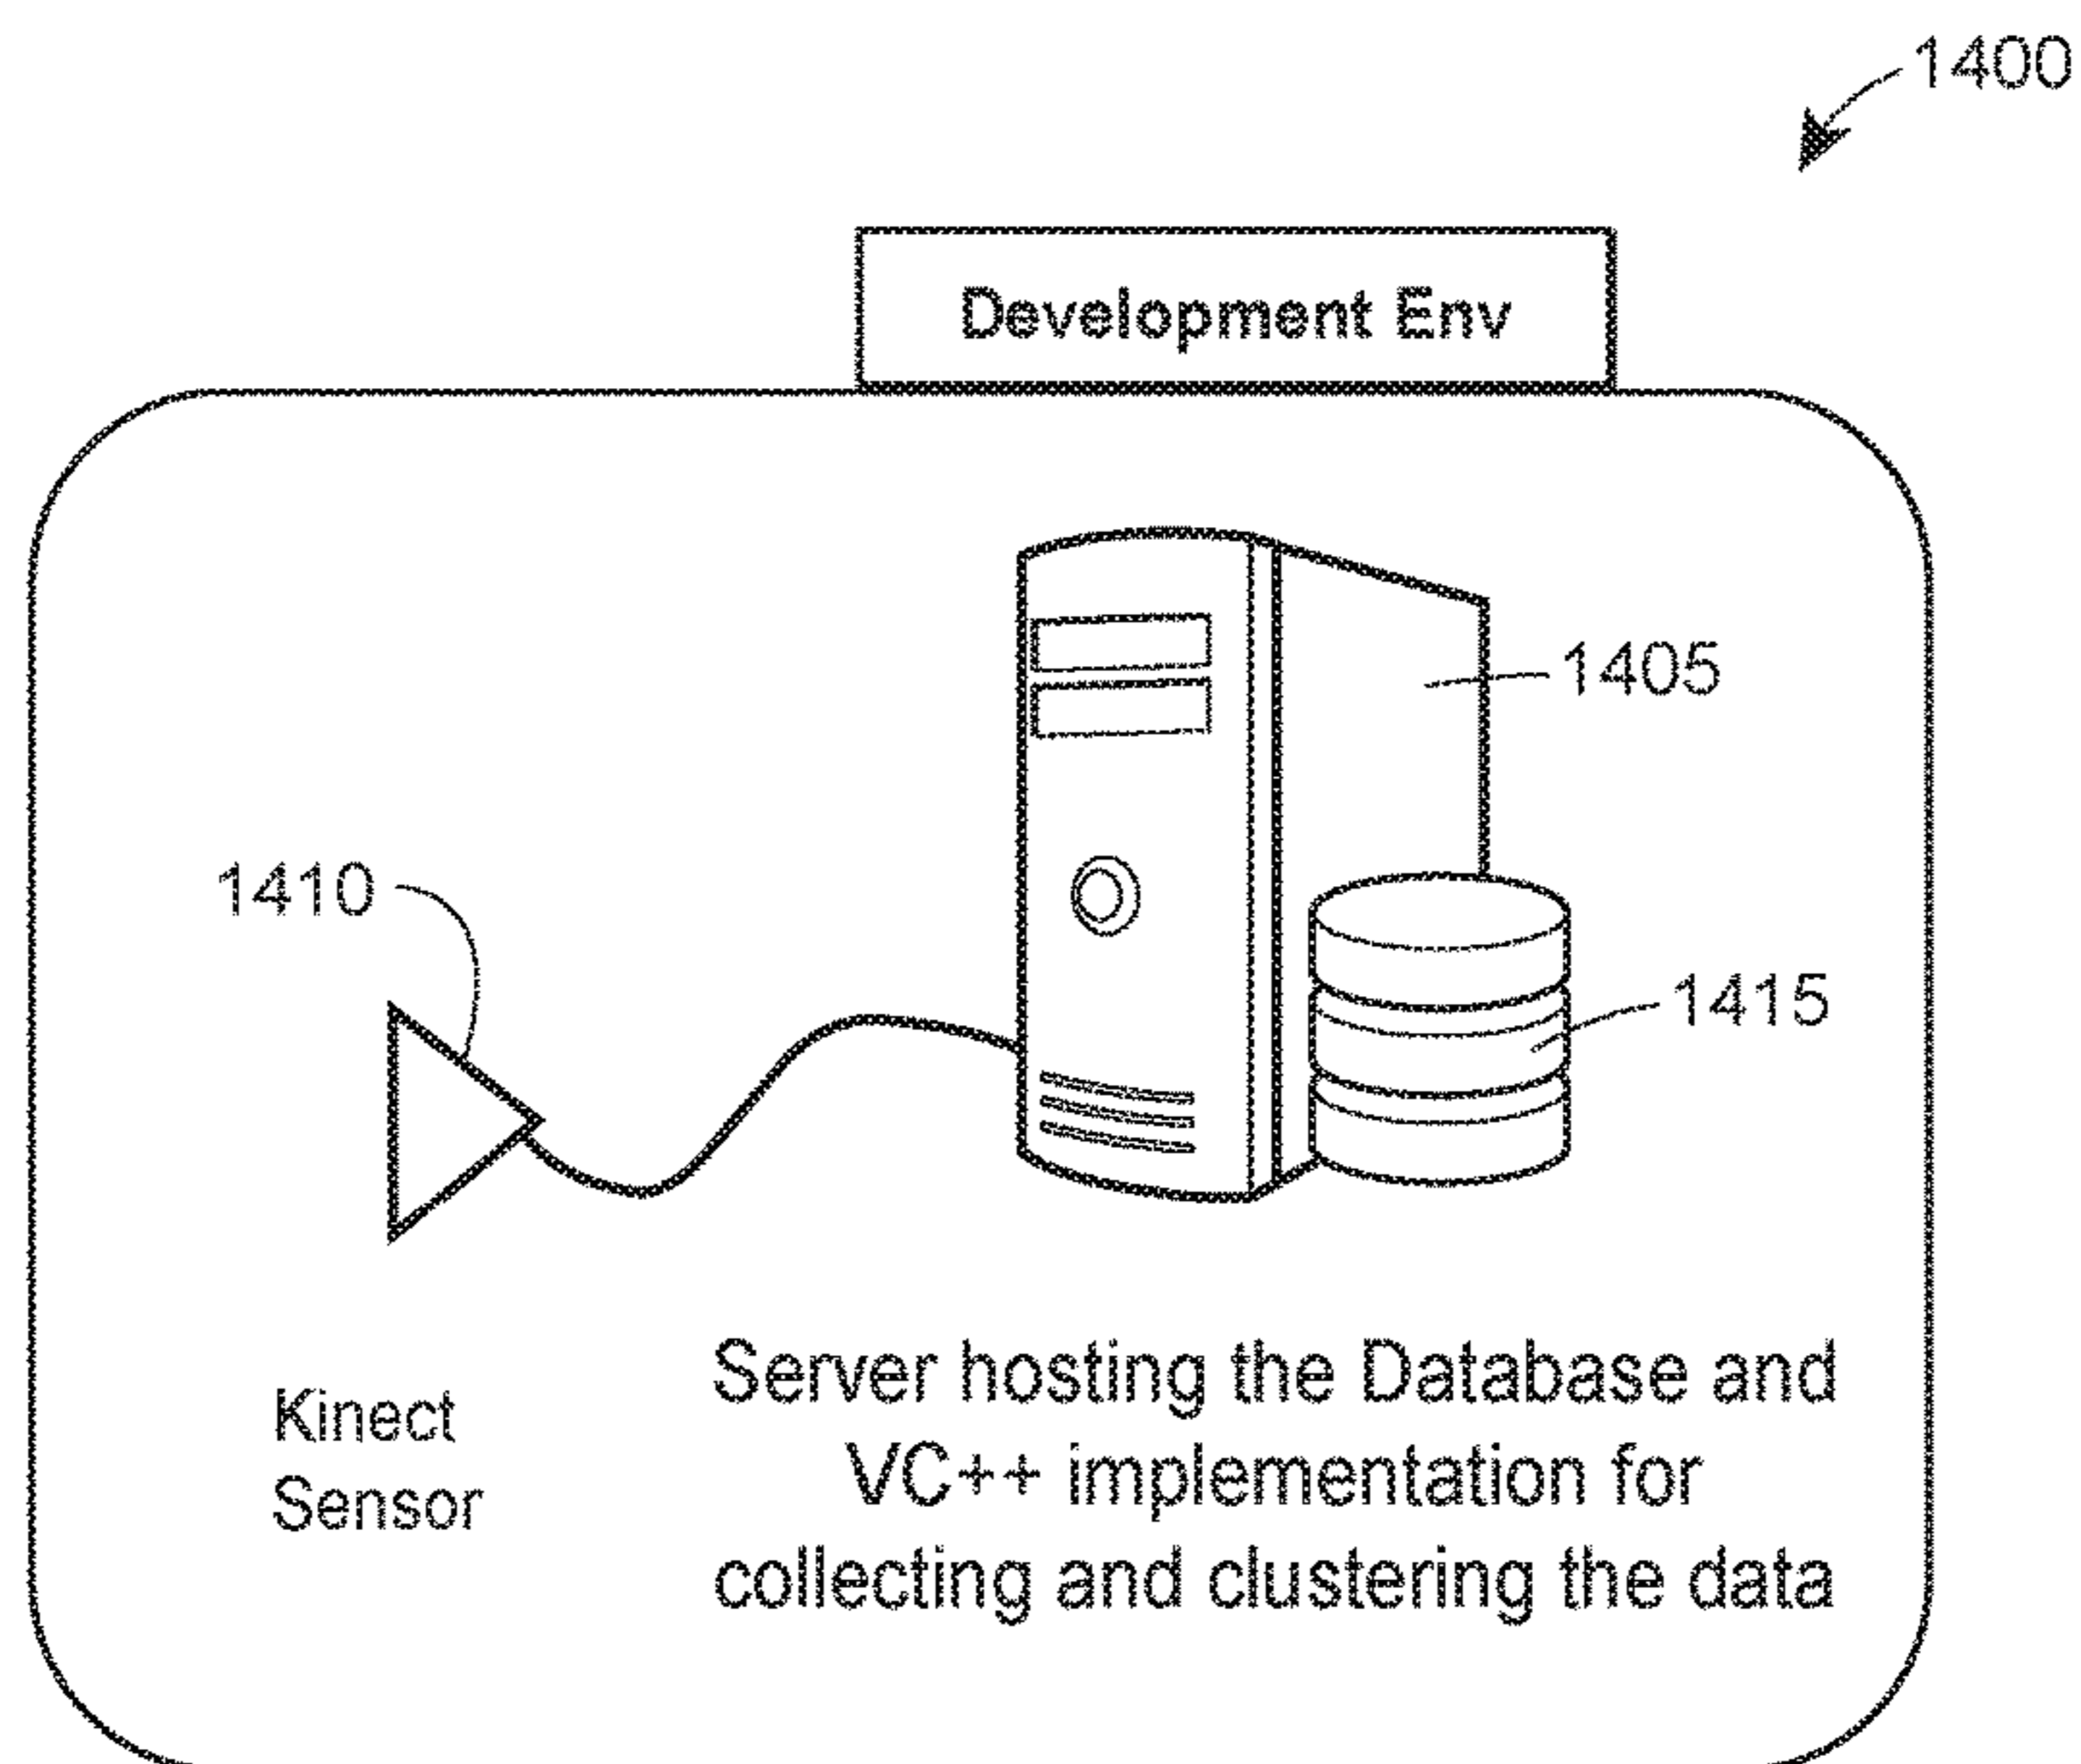 1400
Development Env
1405
1410
1415
Kinect
Sensor
Server hosting the Database and
VC++ implementation for
collecting and clustering the data